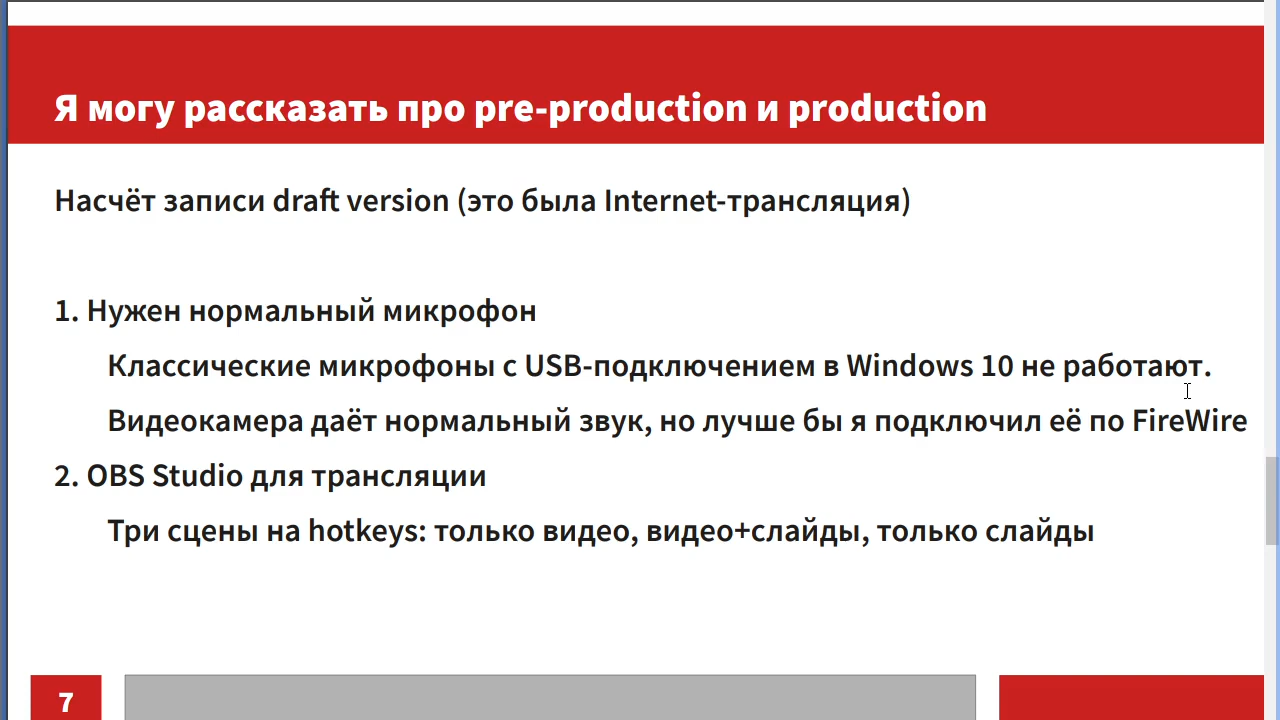 Я могу рассказать про pre-production и production
Насчёт записи draft version (это была Internet-трансляция)
1. Нужен нормальный микрофон
Классические микрофоны с USB-подключением в Windows 10 не работают.
Видеокамера даёт нормальный звук, но лучше бы я подключил её по FireWire
2. OBS Studio для трансляции
Три сцены на hotkeys: только видео, видео+слайды, только слайды
7